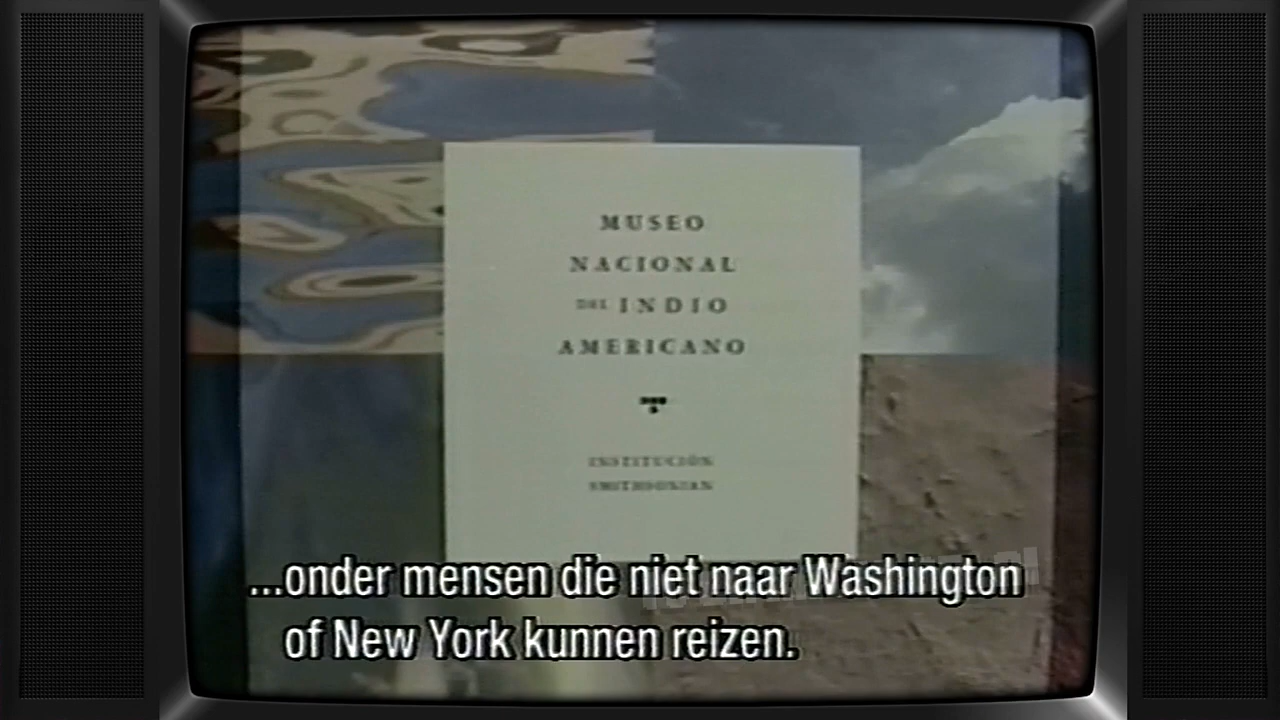 MUSEO
NACIONAL
DEL INDIO
AMERICANO
INSTITUCIÓN
SMITHSONIAN
...onder mensen die niet naar Washington
of New York kunnen reizen.